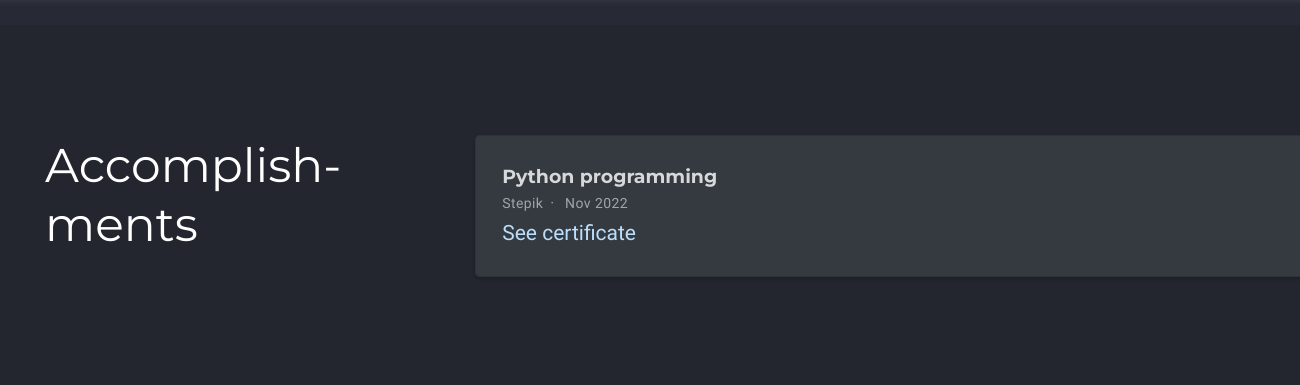 Accomplish-
ments
Python programming
Stepik · Nov 2022
See certificate